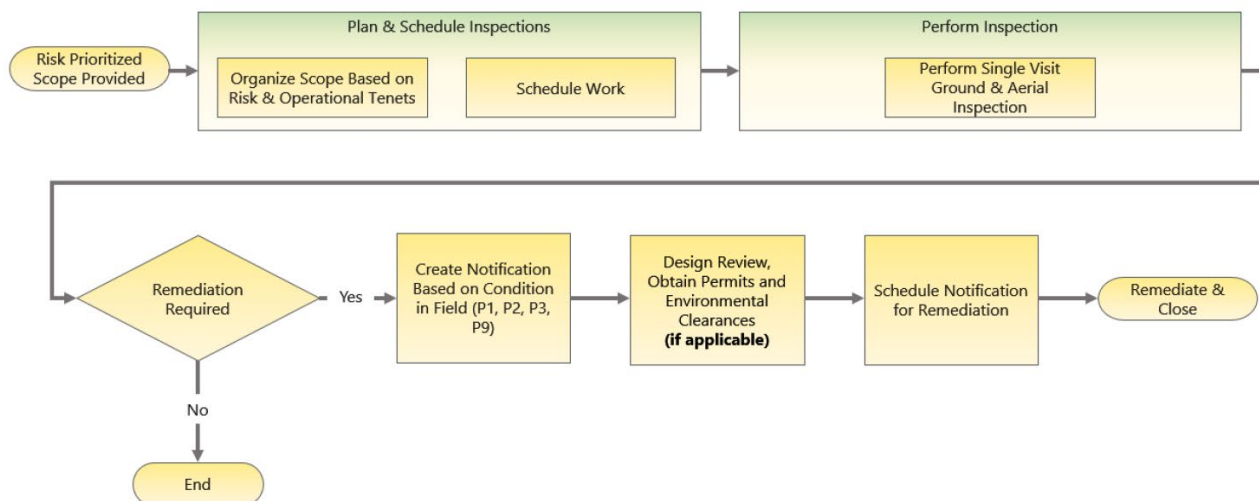 Plan & Schedule Inspections
Perform Inspection
Risk Prioritized
Scope Provided
Organize Scope Based on
Risk & Operational Tenets
Schedule Work
Perform Single Visit
Ground & Aerial
Inspection
Remediation
Required
Yes
Create Notification
Based on Condition
in Field (P1, P2, P3,
P9)
Design Review,
Obtain Permits and
Environmental
Clearances
(if applicable)
Schedule Notification
for Remediation
Remediate &
Close
No
End